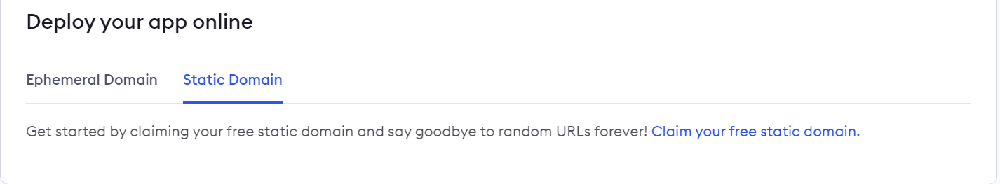 Deploy your app online
Ephemeral Domain Static Domain
Get started by claiming your free static domain and say goodbye to random URLs forever! Claim your free static domain.